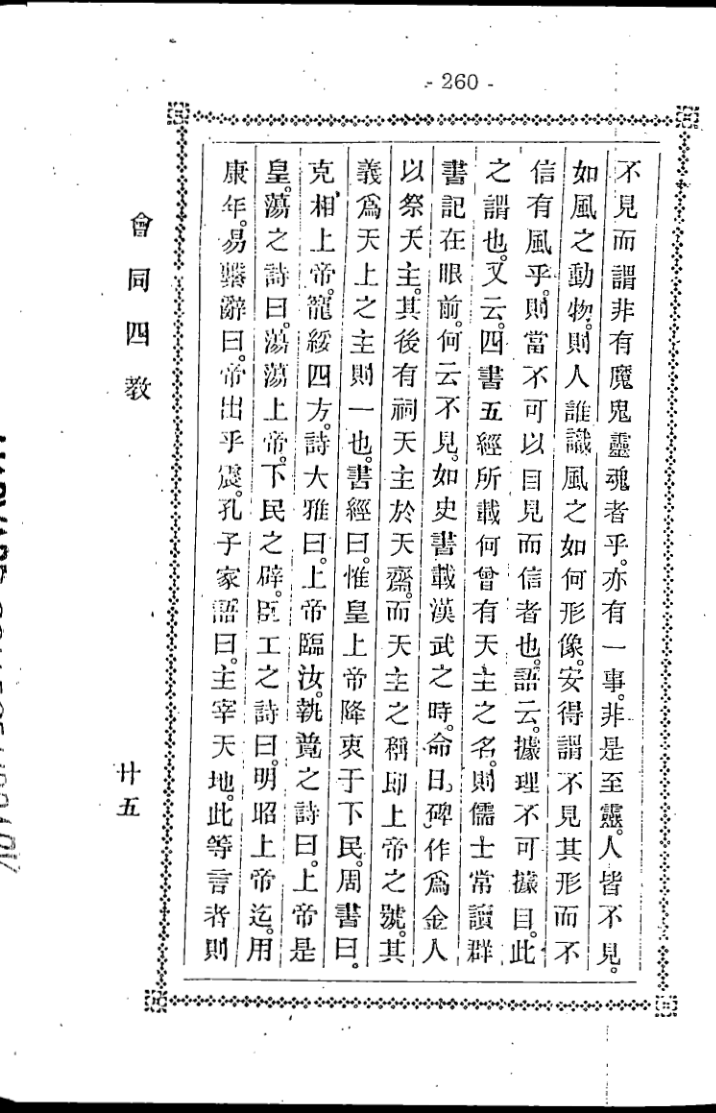 - 260 -
不見而謂非有魔鬼靈魂者乎。亦有一事。非是至靈。人皆不見。
如風之動物。則人誰識風之如何形像。安得謂不見其形而不
信有風乎。則當不可以目見而信者也。語云。據理不可據目。此
之謂也。又云。四書五經所載何曾有天主之名。則儒士常讀群
書記在眼前。何云不見。如史書載漢武之時。命日磾作爲金人
以祭天主。其後有祠天主於天齋。而天主之稱即上帝之號。其
義爲天上之主則一也。書經曰。惟皇上帝降衷于下民。周書曰。
克相上帝。寵綏四方。詩大雅曰。上帝臨汝。執競之詩曰。上帝是
皇。蕩之詩曰。蕩蕩上帝。下民之辟。臣工之詩曰。明昭上帝迄。用
康年。易繫辭曰。帝出乎震。孔子家語曰。主宰天地。此等言者則
會同四教
廿五